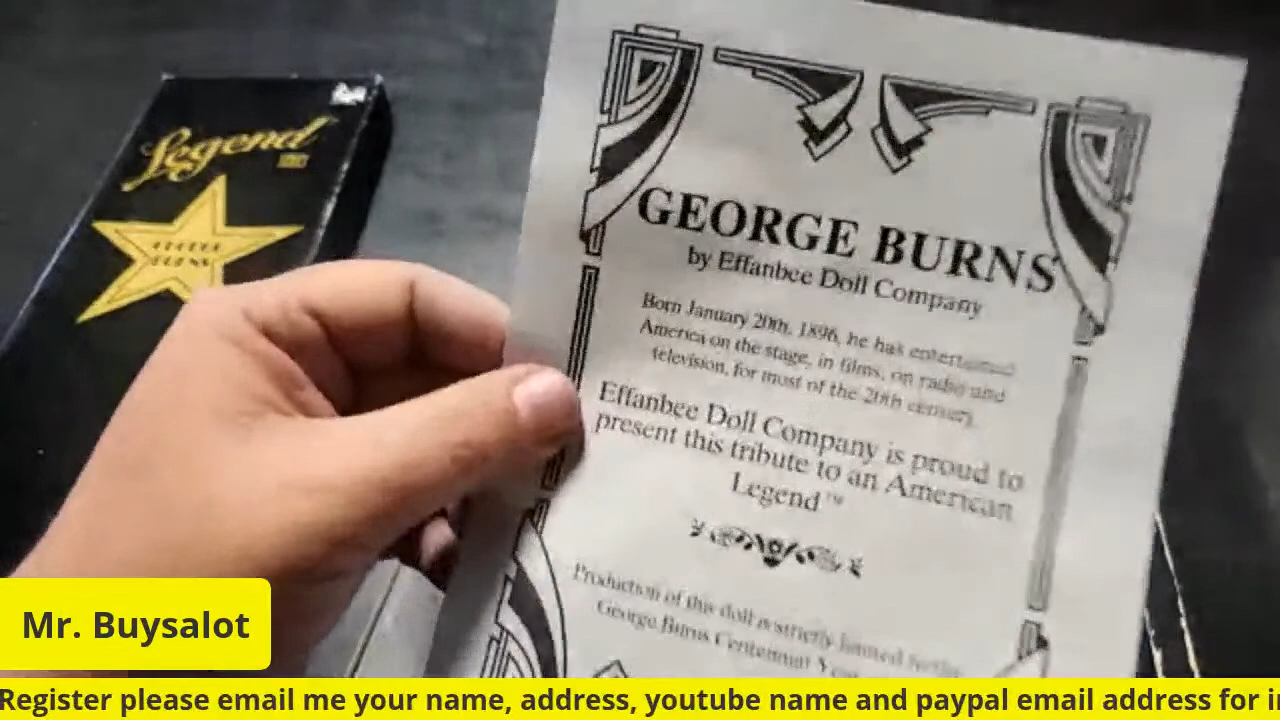 Legend
GEORGE
BURNS
GEORGE BURNS
by Effanbee Doll Company
Born January 20th, 1896, he has entertained
America on the stage, in films, on radio and
television, for most of the 20th century.
Effanbee Doll Company is proud to
present this tribute to an American
Legend™
Production of this doll is strictly limited to the
George Burns Centennial Year
Mr. Buysalot
Register please email me your name, address, youtube name and paypal email address for i